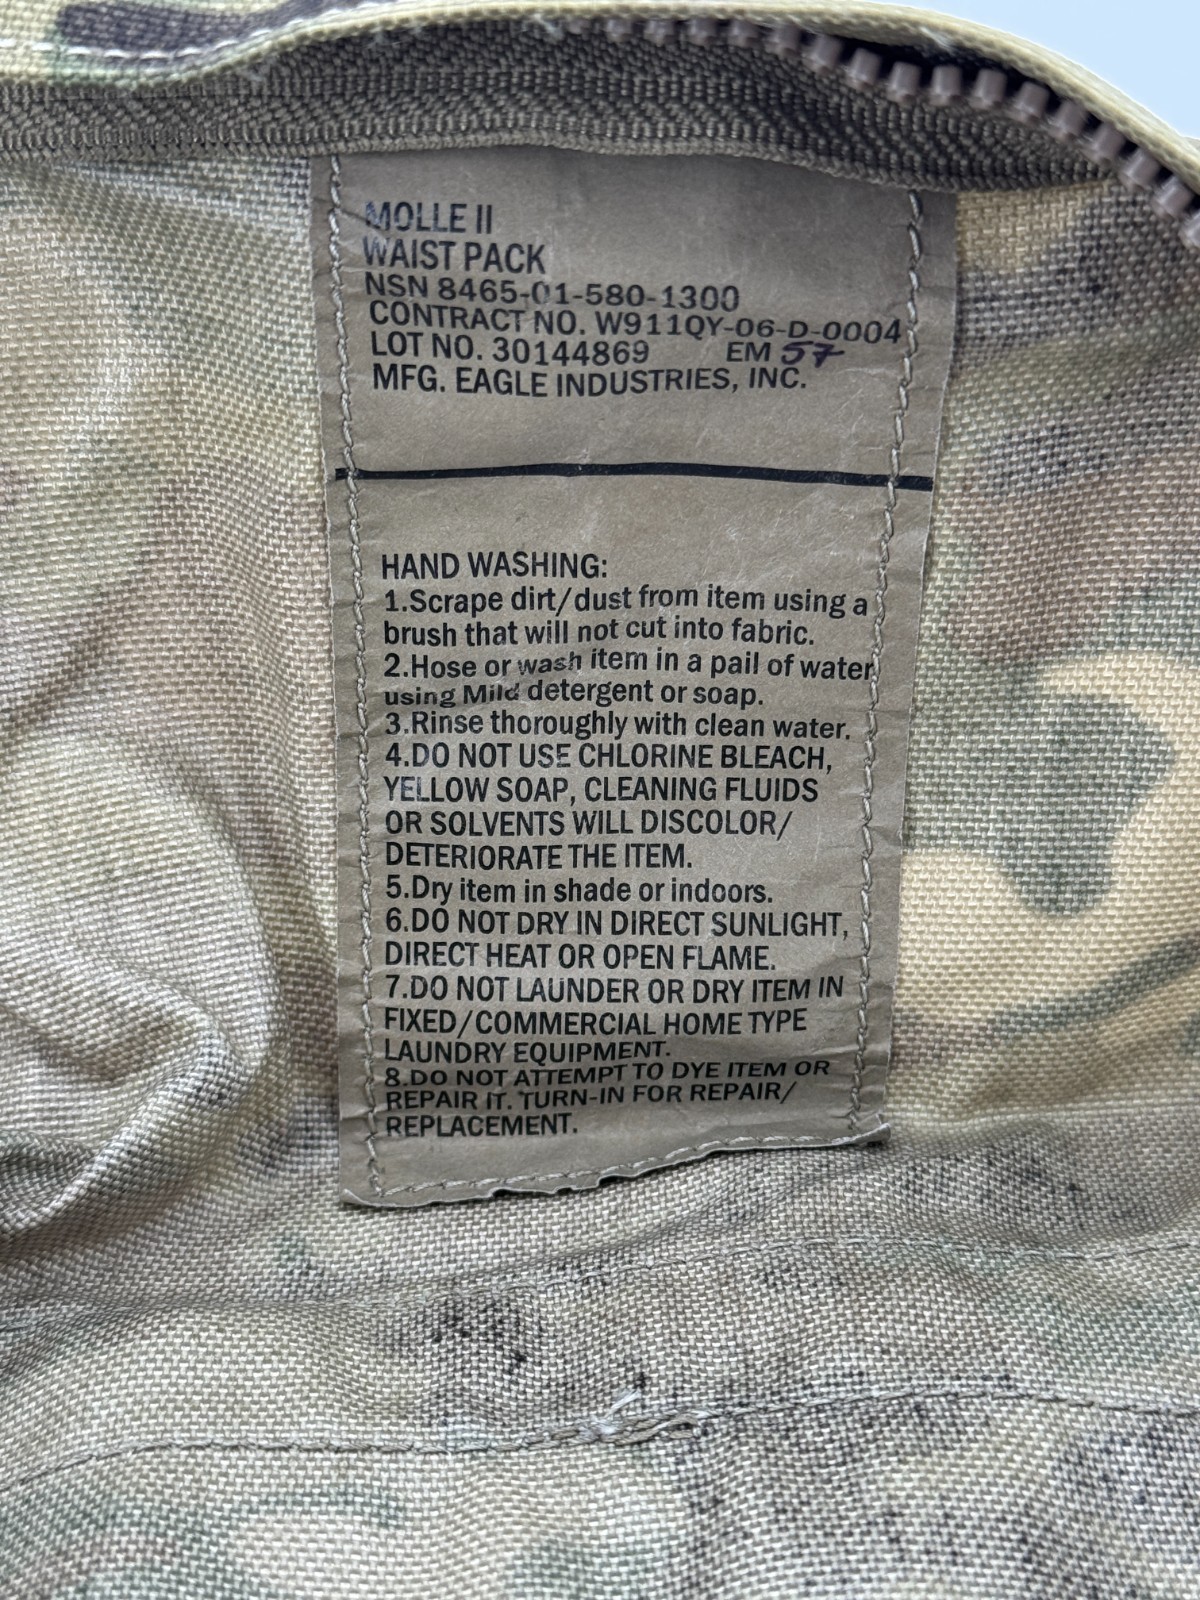 MOLLE II
WAIST PACK
NSN 8465-01-580-1300
CONTRACT NO. W911QY-06-D-0004
LOT NO. 30144869 EM 57
MFG. EAGLE INDUSTRIES, INC.
HAND WASHING:
1.Scrape dirt/dust from item using a
brush that will not cut into fabric.
2.Hose or wash item in a pail of water
using Mild detergent or soap.
3.Rinse thoroughly with clean water.
4.DO NOT USE CHLORINE BLEACH,
YELLOW SOAP, CLEANING FLUIDS
OR SOLVENTS WILL DISCOLOR/
DETERIORATE THE ITEM.
5.Dry item in shade or indoors.
6.DO NOT DRY IN DIRECT SUNLIGHT,
DIRECT HEAT OR OPEN FLAME.
7.DO NOT LAUNDER OR DRY ITEM IN
FIXED/COMMERCIAL HOME TYPE
LAUNDRY EQUIPMENT.
8.DO NOT ATTEMPT TO DYE ITEM OR
REPAIR IT. TURN-IN FOR REPAIR/
REPLACEMENT.